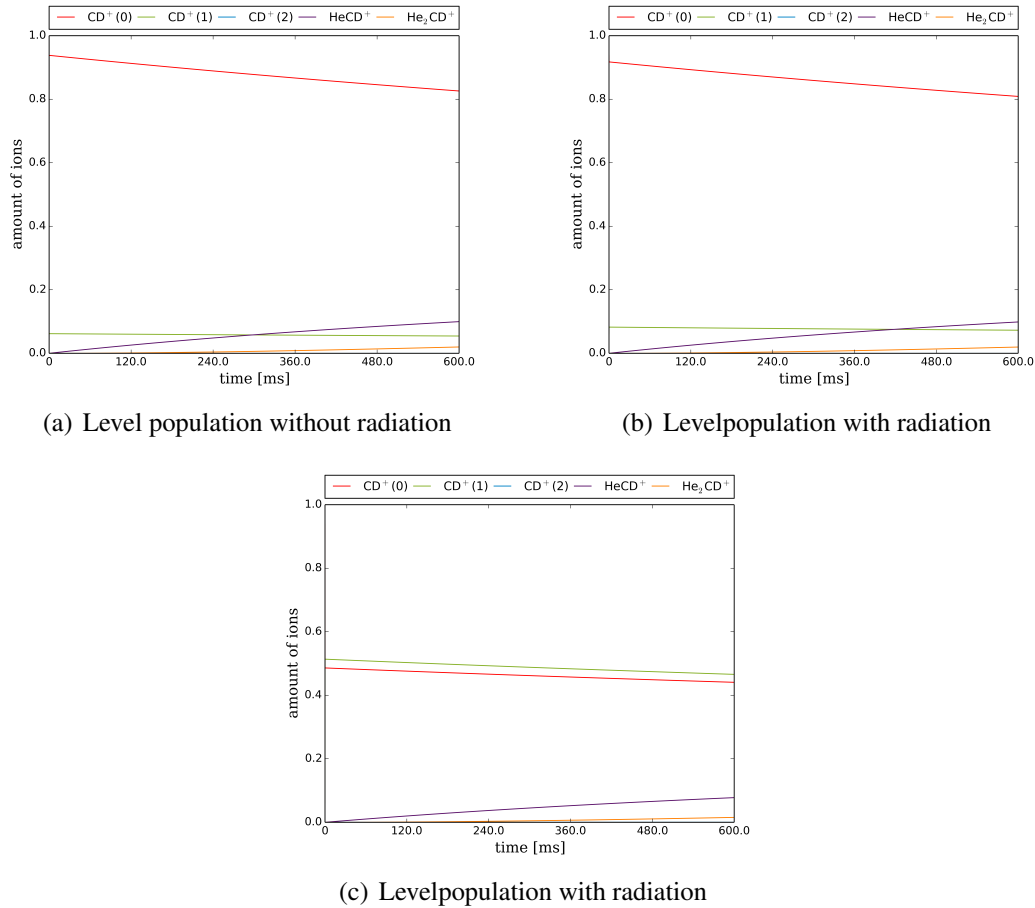 CD⁺(0) CD⁺(1) CD⁺(2) HeCD⁺ He₂CD⁺
1.0
0.8
0.6
0.4
0.2
0.0
amount of ions
0 120.0 240.0 360.0 480.0 600.0
time [ms]
(a) Level population without radiation
CD⁺(0) CD⁺(1) CD⁺(2) HeCD⁺ He₂CD⁺
1.0
0.8
0.6
0.4
0.2
0.0
amount of ions
0 120.0 240.0 360.0 480.0 600.0
time [ms]
(b) Levelpopulation with radiation
CD⁺(0) CD⁺(1) CD⁺(2) HeCD⁺ He₂CD⁺
1.0
0.8
0.6
0.4
0.2
0.0
amount of ions
0 120.0 240.0 360.0 480.0 600.0
time [ms]
(c) Levelpopulation with radiation